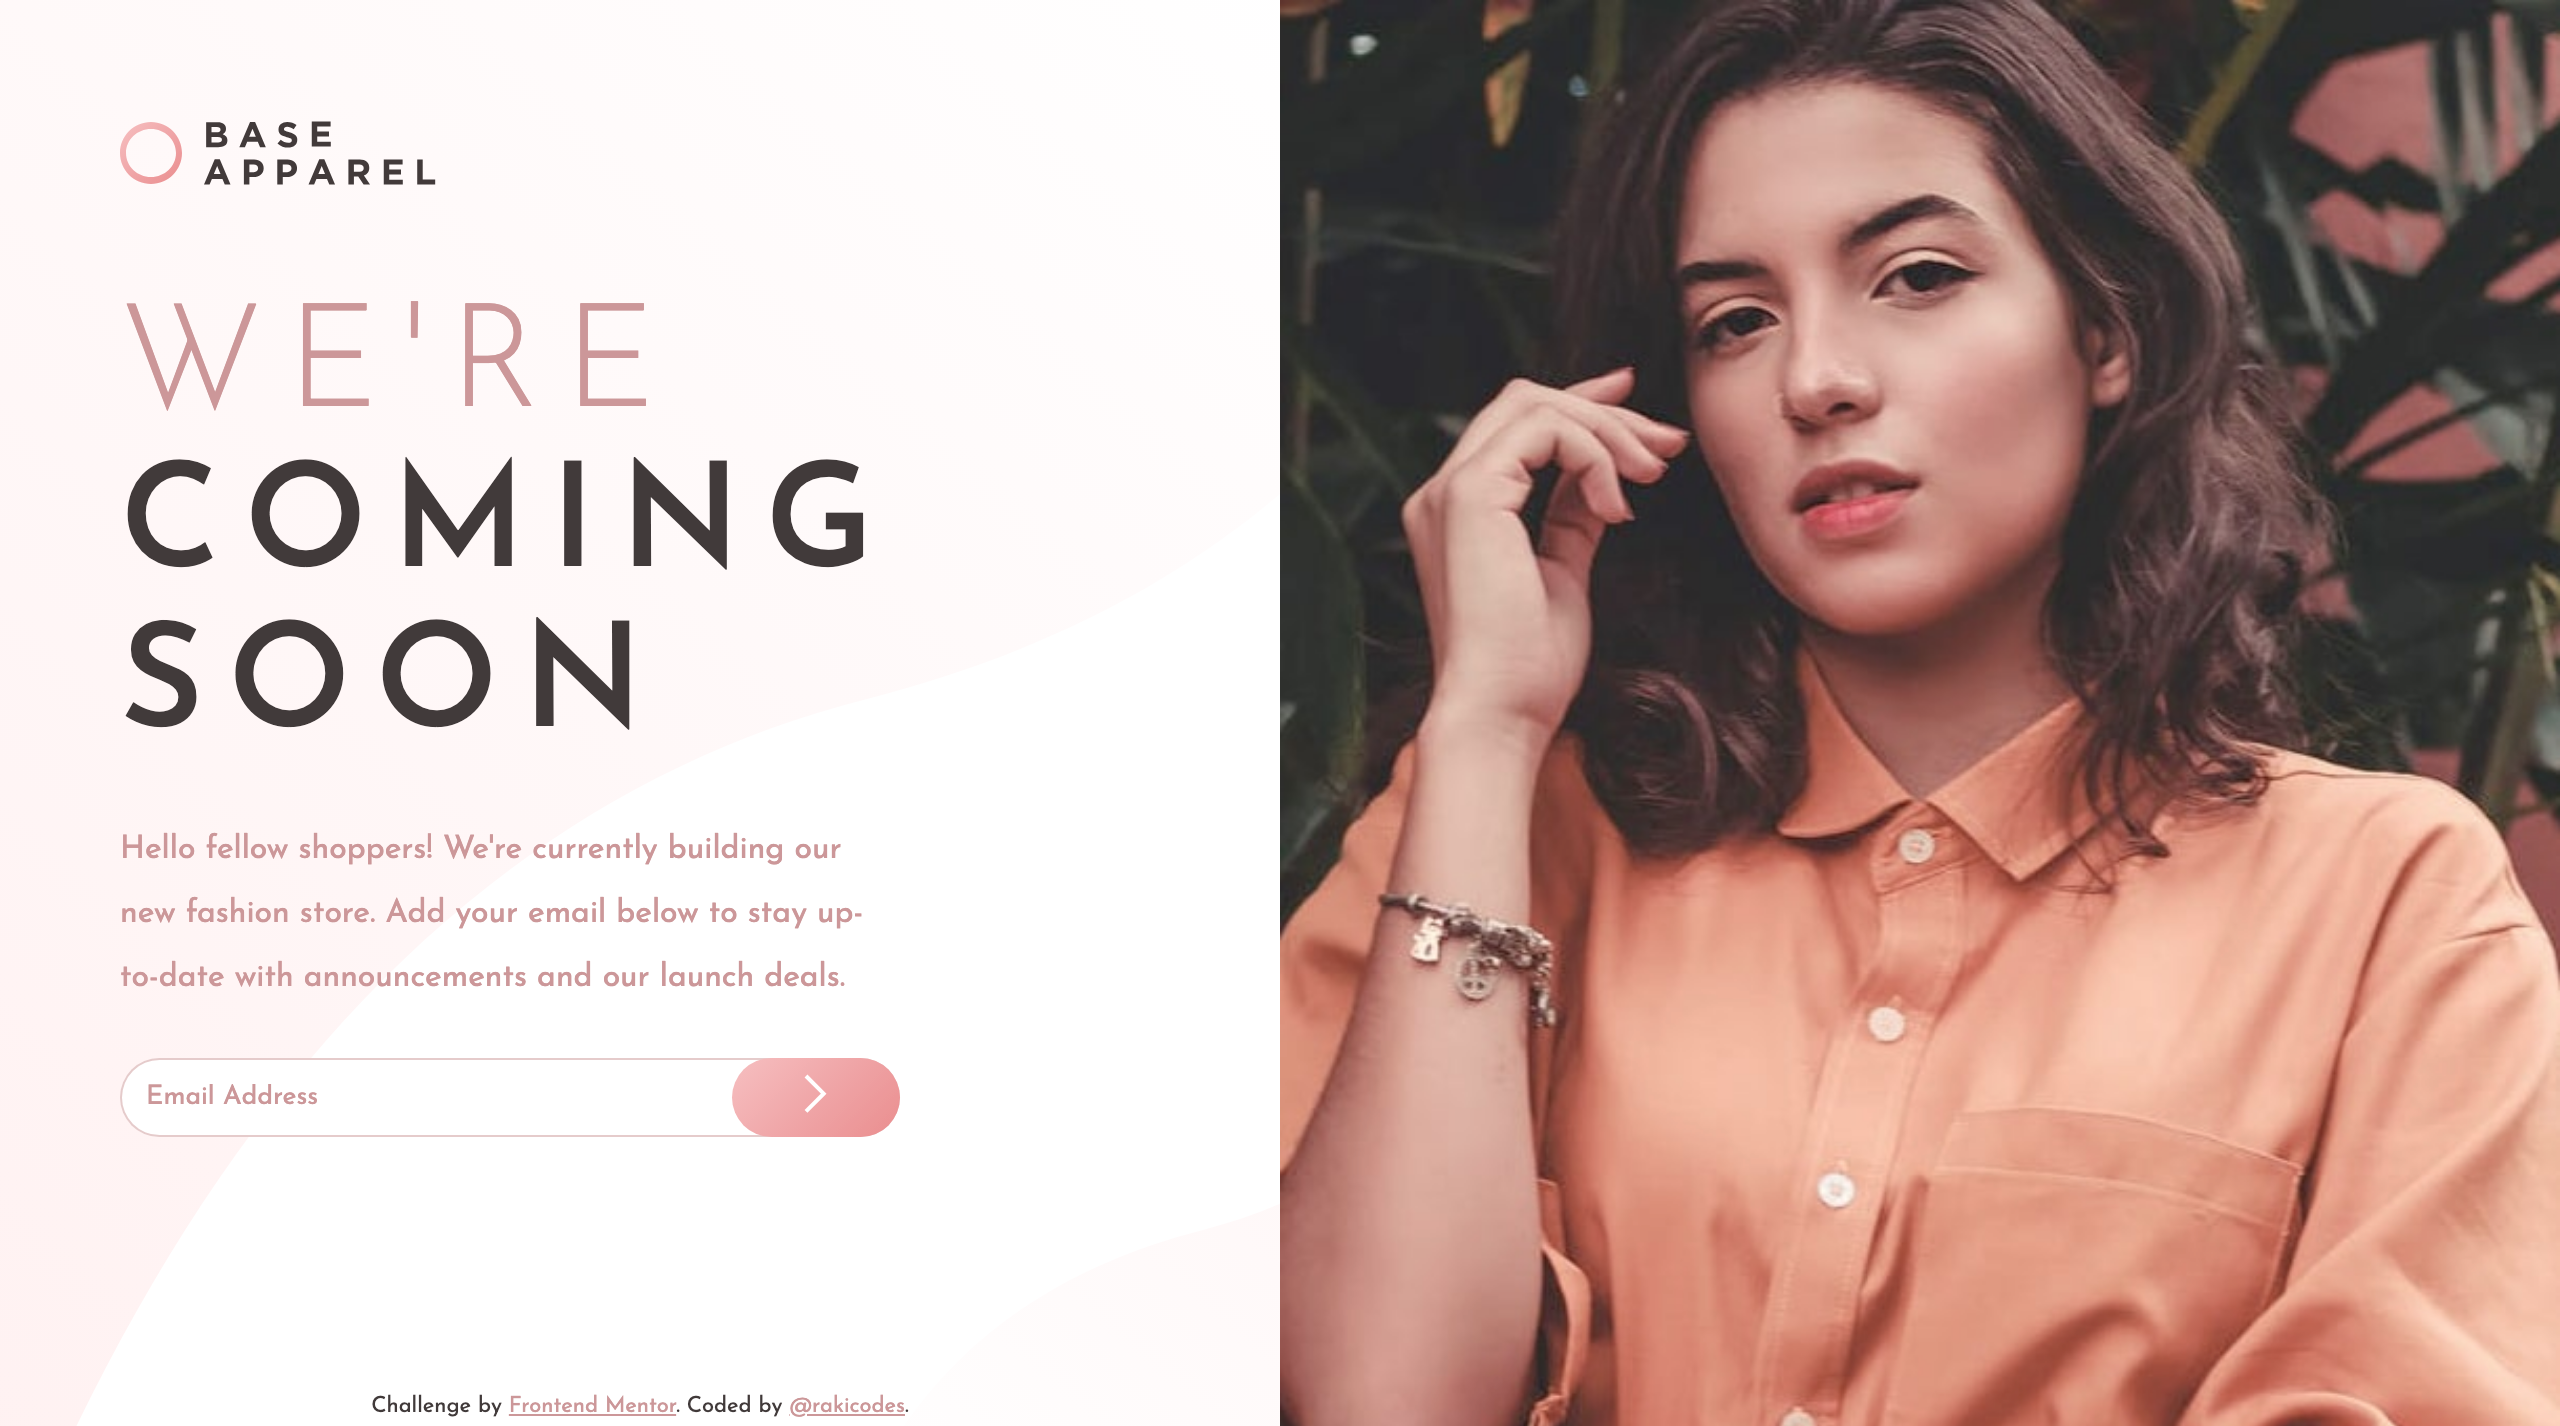 BASE
APPAREL
WE'RE
COMING
SOON
Hello fellow shoppers! We're currently building our
new fashion store. Add your email below to stay up-
to-date with announcements and our launch deals.
Email Address
Challenge by Frontend Mentor. Coded by @rakicodes.